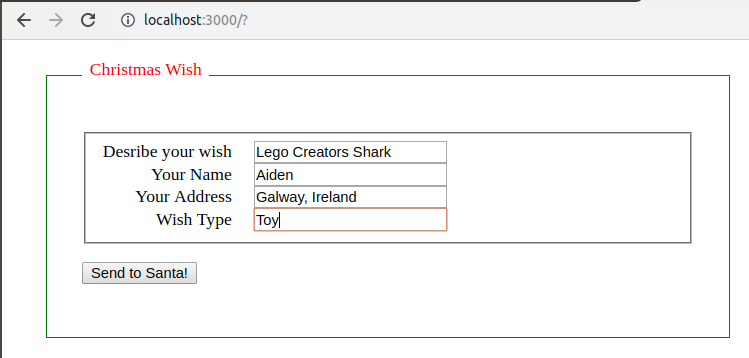 localhost:3000/?
Christmas Wish
Desribe your wish Lego Creators Shark
Your Name Aiden
Your Address Galway, Ireland
Wish Type Toy
Send to Santa!